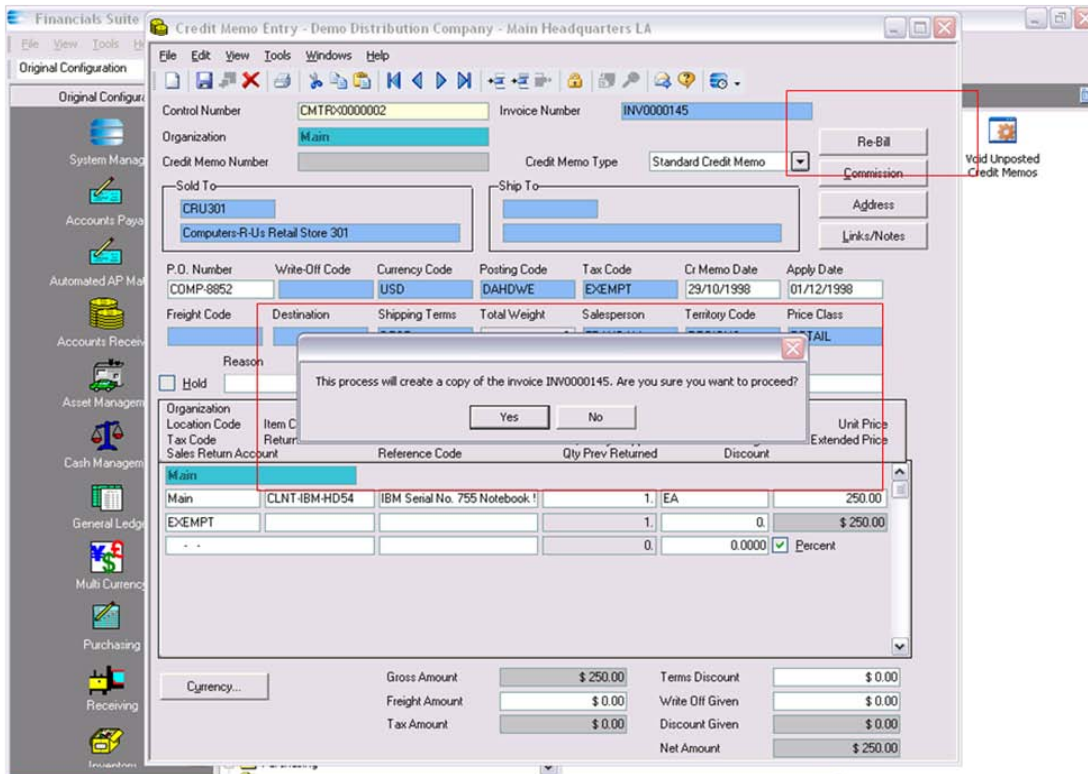 Financials Suite
File View Tools
Original Configuration
Original Configura
System Manag
Accounts Paya
Automated AP Mat
Accounts Receiv
Asset Managem
Cash Managem
General Ledge
Multi Currency
Purchasing
Receiving
Inventory
Credit Memo Entry - Demo Distribution Company - Main Headquarters LA
File Edit View Tools Windows Help
Control Number CMTRX0000002 Invoice Number INV0000145
Organization Main Re-Bill
Credit Memo Number Credit Memo Type Standard Credit Memo
Commission
Sold To Ship To
CRU301 Address
Computers-R-Us Retail Store 301 Links/Notes
P.O. Number Write-Off Code Currency Code Posting Code Tax Code Cr Memo Date Apply Date
COMP-8852 USD DAHDWE EXEMPT 29/10/1998 01/12/1998
Freight Code Destination Shipping Terms Total Weight Salesperson Territory Code Price Class
Reason
Hold
This process will create a copy of the invoice INV0000145. Are you sure you want to proceed?
Yes No
Organization
Location Code Item C Unit Price
Tax Code Return Extended Price
Sales Return Account Reference Code Qty Prev Returned Discount
Main
Main CLNT-IBM-HD54 IBM Serial No. 755 Notebook ! 1. EA 250.00
EXEMPT 1. 0. $ 250.00
- - 0. 0.0000 Percent
Currency... Gross Amount $ 250.00 Terms Discount $ 0.00
Freight Amount $ 0.00 Write Off Given $ 0.00
Tax Amount $ 0.00 Discount Given $ 0.00
Net Amount $ 250.00
Void Unposted
Credit Memos